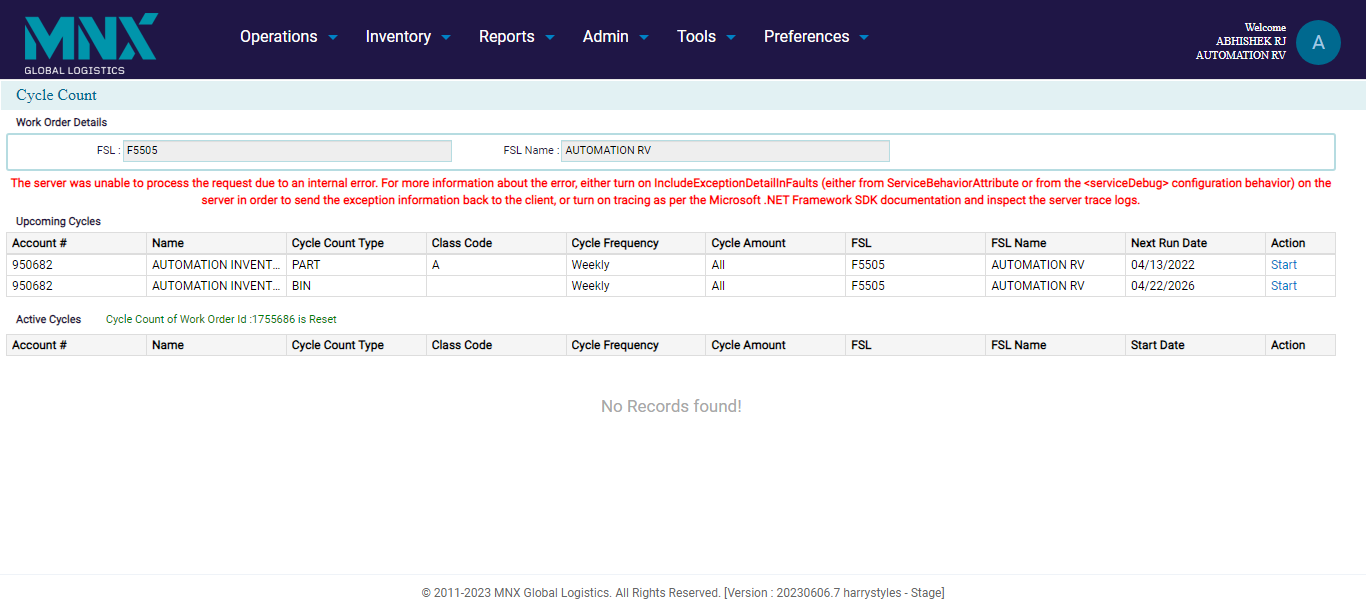 MNX
GLOBAL LOGISTICS
Operations Inventory Reports Admin Tools Preferences
Welcome
ABHISHEK RJ
AUTOMATION RV
A
Cycle Count
Work Order Details
FSL : F5505 FSL Name : AUTOMATION RV
The server was unable to process the request due to an internal error. For more information about the error, either turn on IncludeExceptionDetailInFaults (either from ServiceBehaviorAttribute or from the <serviceDebug> configuration behavior) on the
server in order to send the exception information back to the client, or turn on tracing as per the Microsoft .NET Framework SDK documentation and inspect the server trace logs.
Upcoming Cycles
Account # Name Cycle Count Type Class Code Cycle Frequency Cycle Amount FSL FSL Name Next Run Date Action
950682 AUTOMATION INVENT... PART A Weekly All F5505 AUTOMATION RV 04/13/2022 Start
950682 AUTOMATION INVENT... BIN Weekly All F5505 AUTOMATION RV 04/22/2026 Start
Active Cycles Cycle Count of Work Order Id :1755686 is Reset
Account # Name Cycle Count Type Class Code Cycle Frequency Cycle Amount FSL FSL Name Start Date Action
No Records found!
© 2011-2023 MNX Global Logistics. All Rights Reserved. [Version : 20230606.7 harrystyles - Stage]